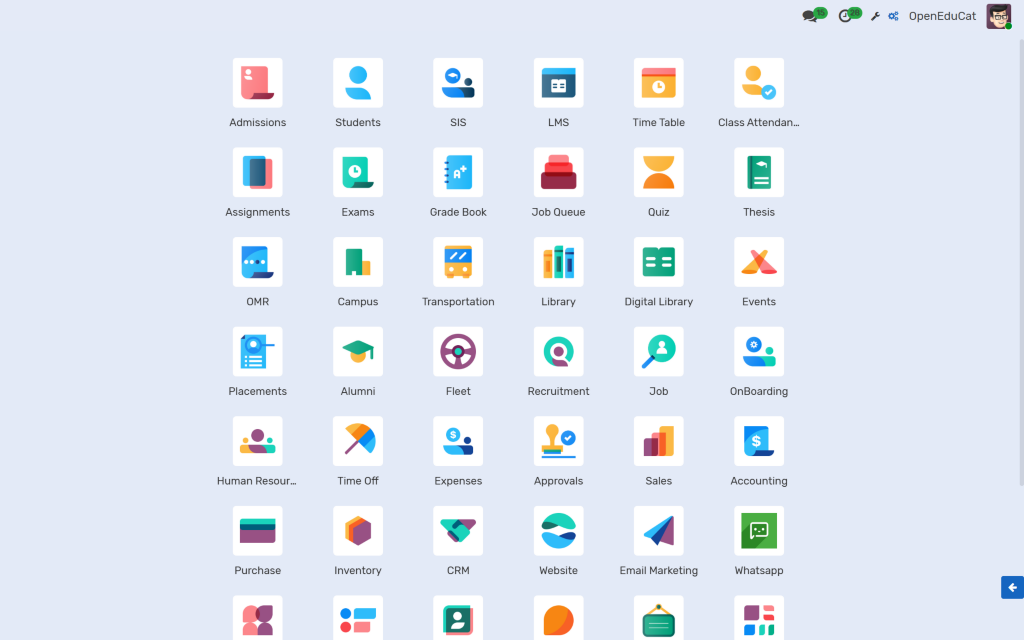 15
26
OpenEduCat
Admissions
Students
SIS
LMS
Time Table
Class Attendan...
Assignments
Exams
Grade Book
Job Queue
Quiz
Thesis
OMR
Campus
Transportation
Library
Digital Library
Events
Placements
Alumni
Fleet
Recruitment
Job
OnBoarding
Human Resour...
Time Off
Expenses
Approvals
Sales
Accounting
Purchase
Inventory
CRM
Website
Email Marketing
Whatsapp